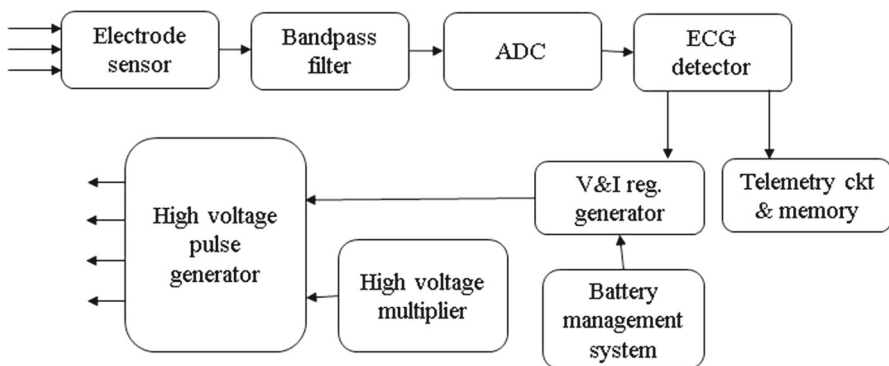 Electrode
sensor
Bandpass
filter
ADC
ECG
detector
V&I reg.
generator
Telemetry ckt
& memory
High voltage
pulse
generator
High voltage
multiplier
Battery
management
system